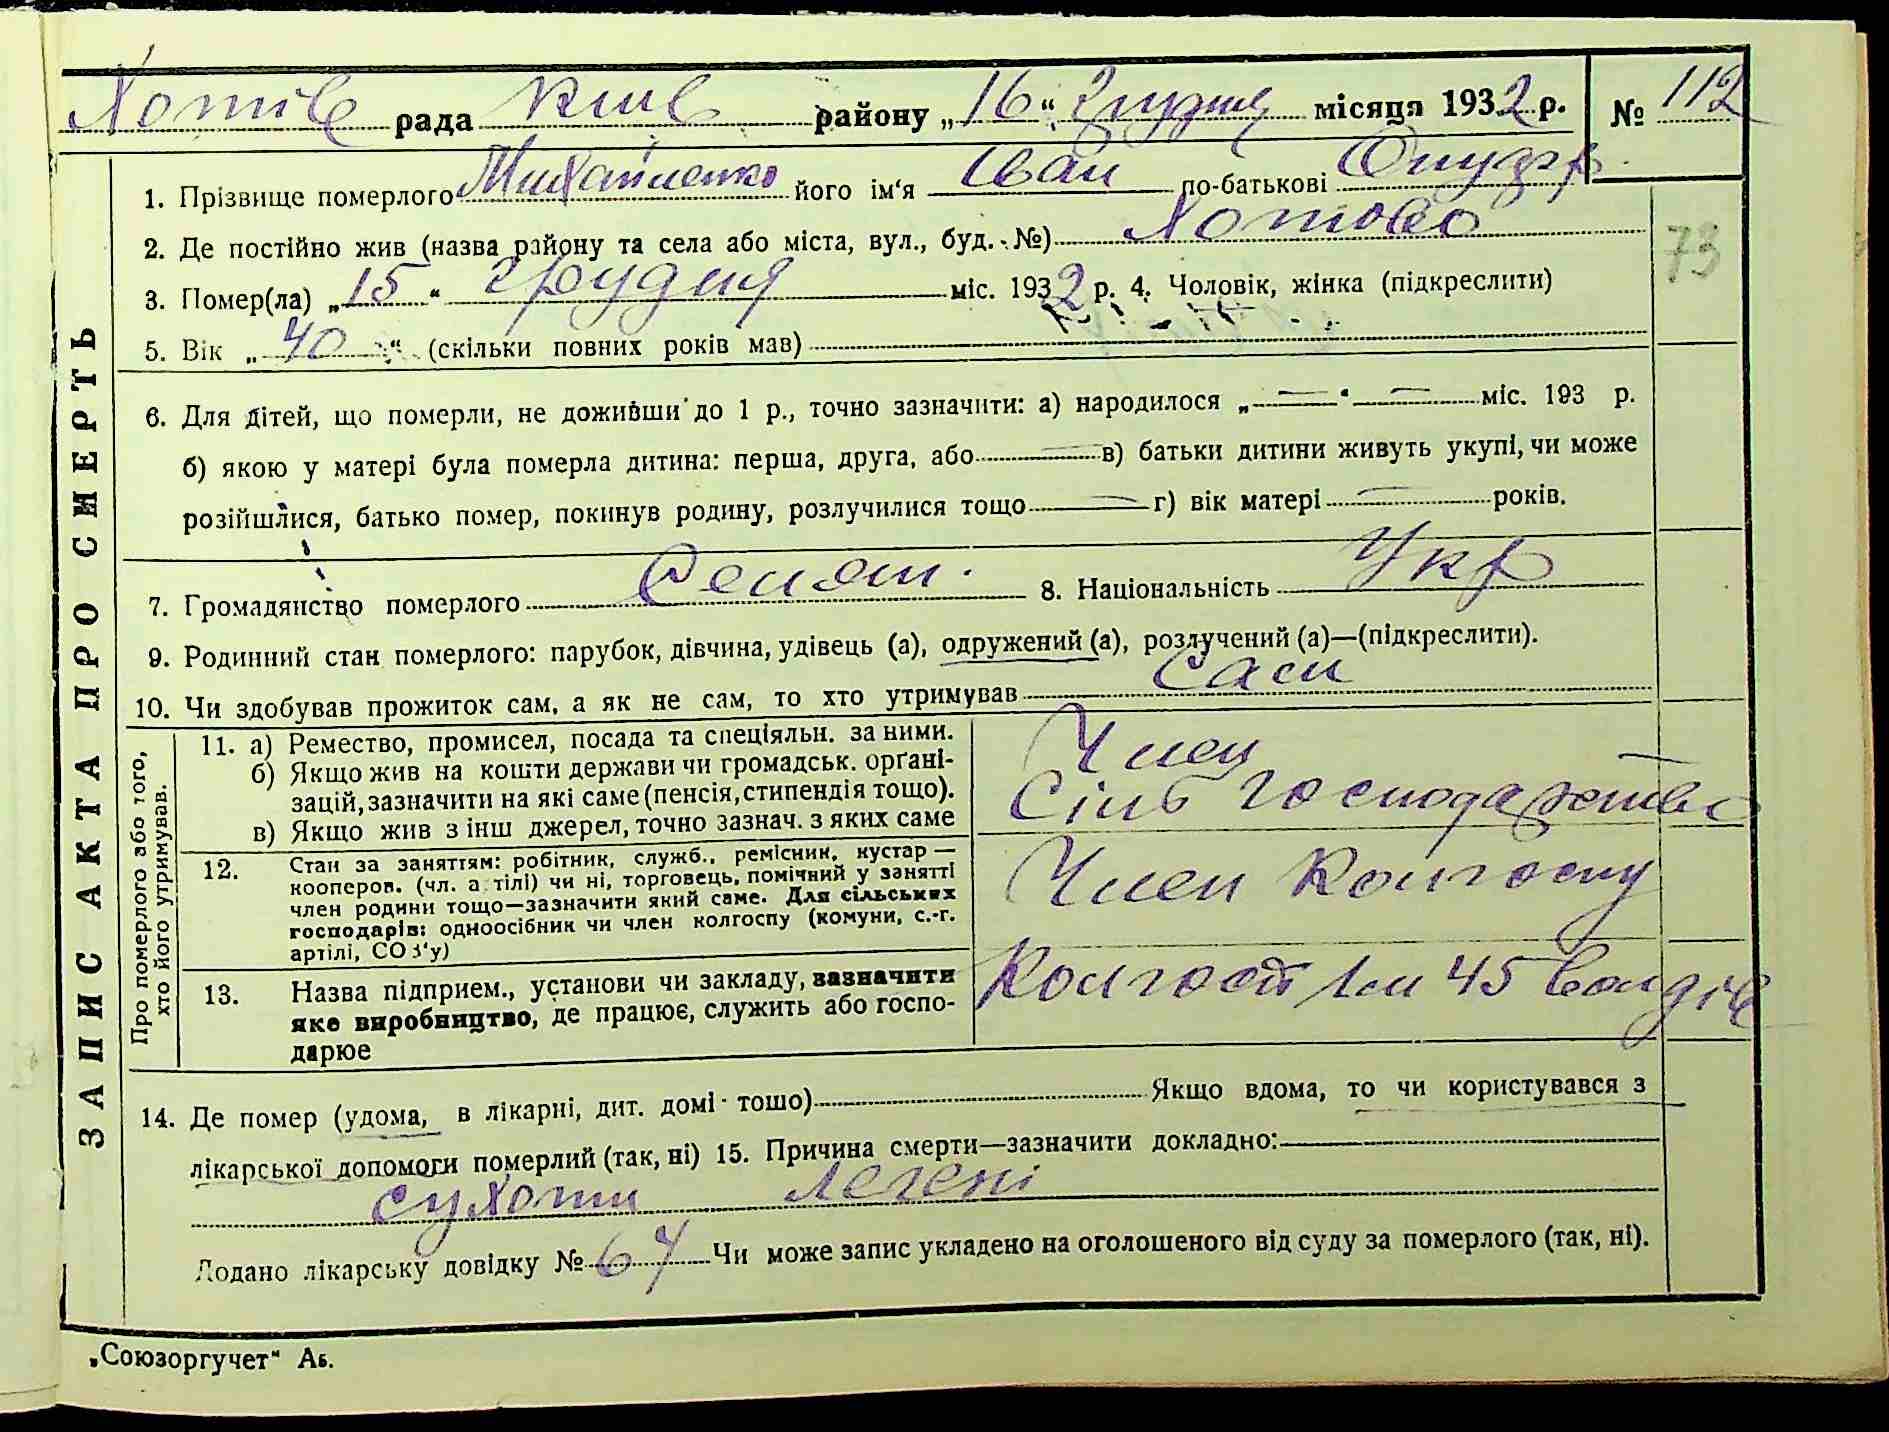 Хотів рада Київ району „16“ грудня місяця 1932 р. № 112
1. Прізвище померлого Михайленко його ім‘я Іван по-батькові
2. Де постійно жив (назва району та села або міста, вул., буд. №) Хотово
73
3. Помер(ла) „15“ грудня міс. 1932 р. 4. Чоловік, жінка (підкреслити)
5. Вік „40“ (скільки повних років мав)
6. Для дітей, що померли, не доживши до 1 р., точно зазначити: а) народилося „—“ — міс. 193 р.
б) якою у матері була померла дитина: перша, друга, або — в) батьки дитини живуть укупі, чи може
розійшлися, батько помер, покинув родину, розлучилися тощо — г) вік матері — років.
7. Громадянство померлого Селян. 8. Національність Укр
9. Родинний стан померлого: парубок, дівчина, удівець (а), одружений (а), розлучений (а)—(підкреслити).
10. Чи здобував прожиток сам, а як не сам, то хто утримував Сам
ЗАПИС АКТА ПРО СМЕРТЬ
Про померлого або того, хто його утримував.
11. а) Ремество, промисел, посада та спеціяльн. за ними.
б) Якщо жив на кошти держави чи громадськ. орґані-
зацій, зазначити на які саме (пенсія, стипендія тощо).
в) Якщо жив з інш джерел, точно зазнач. з яких саме
Член
Сіль господарство
12. Стан за заняттям: робітник, служб., ремісник, кустар —
кооперов. (чл. а тілі) чи ні, торговець, помічний у занятті
член родини тощо—зазначити який саме. Для сільських
господарів: одноосібник чи член колгоспу (комуни, с.-г.
артілі, СОЗ‘у)
Член Колгоспу
13. Назва підприєм., установи чи закладу, зазначити
яке виробництво, де працює, служить або госпо-
дарює
Колгосп Ім 45
14. Де помер (удома, в лікарні, дит. домі тощо) Якщо вдома, то чи користувався з
лікарської допомоги померлий (так, ні) 15. Причина смерти—зазначити докладно:
сухоти легені
Додано лікарську довідку № 67 Чи може запис укладено на оголошеного від суду за померлого (так, ні).
„Союзоргучет“ Аб.